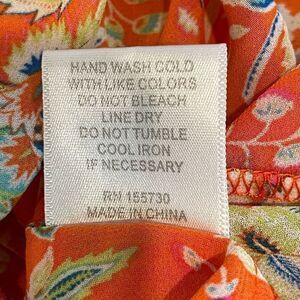 HAND WASH COLD
WITH LIKE COLORS
DO NOT BLEACH
LINE DRY
DO NOT TUMBLE
COOL IRON
IF NECESSARY
RN 155730
MADE IN CHINA